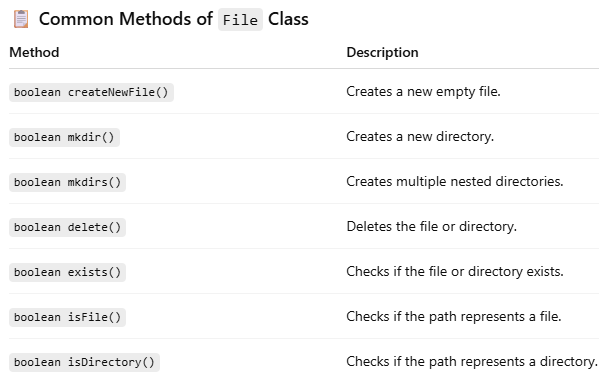 📋 Common Methods of File Class
Method Description
boolean createNewFile() Creates a new empty file.
boolean mkdir() Creates a new directory.
boolean mkdirs() Creates multiple nested directories.
boolean delete() Deletes the file or directory.
boolean exists() Checks if the file or directory exists.
boolean isFile() Checks if the path represents a file.
boolean isDirectory() Checks if the path represents a directory.